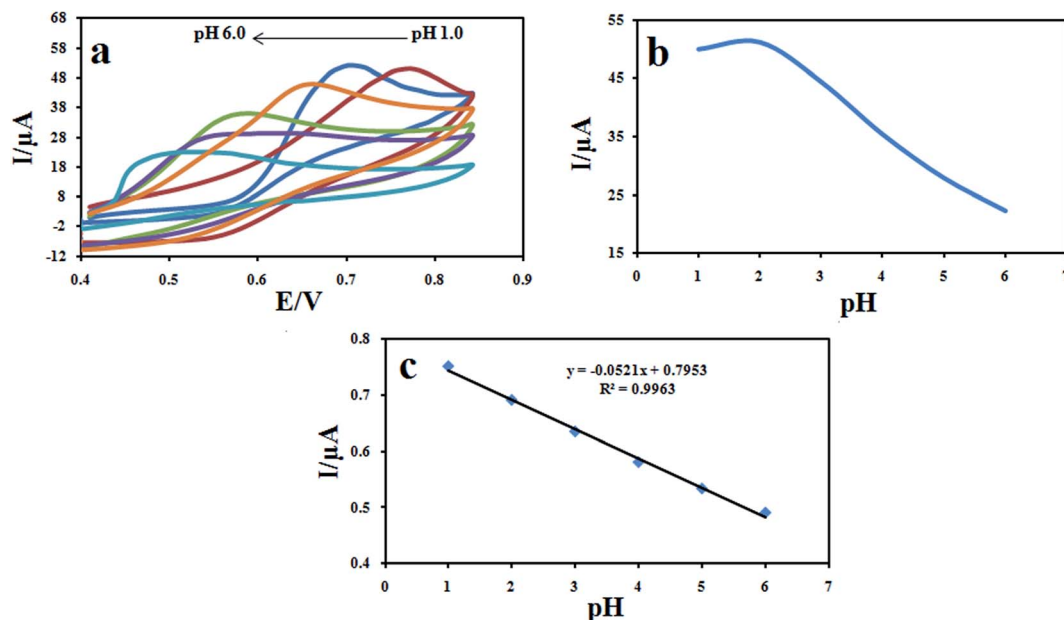 a
pH 6.0 pH 1.0
I/µA
68
58
48
38
28
18
8
-2
-12
0.4 0.5 0.6 0.7 0.8 0.9
E/V
b
I/µA
55
45
35
25
15
0 1 2 3 4 5 6 7
pH
c
y = -0.0521x + 0.7953
R² = 0.9963
I/µA
0.8
0.7
0.6
0.5
0.4
0 1 2 3 4 5 6 7
pH